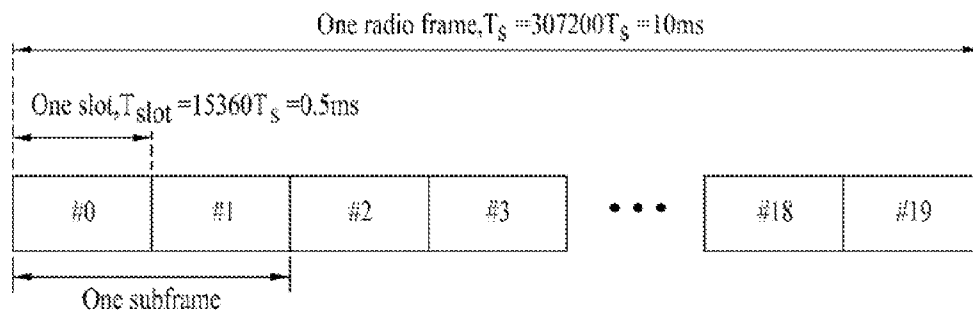 One radio frame,T_s =307200T_s =10ms
One slot,T_slot =15360T_s =0.5ms
#0 #1 #2 #3 • • • #18 #19
One subframe